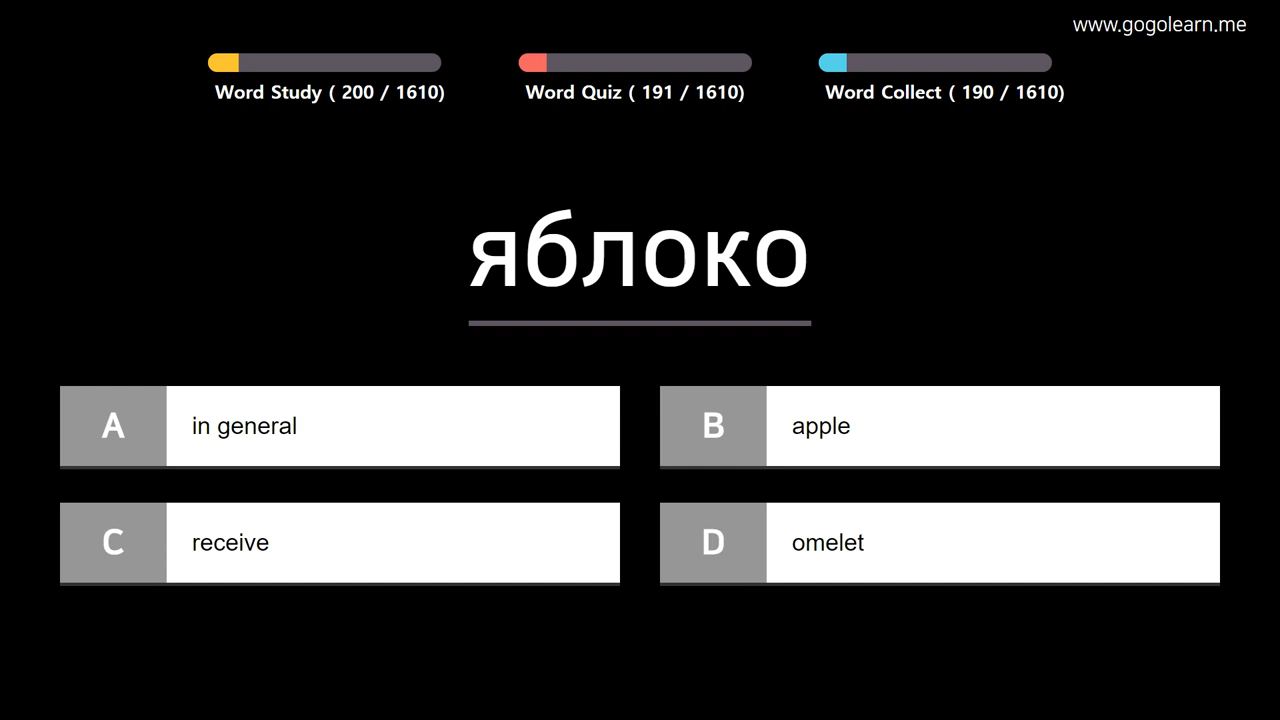 www.gogolearn.me
Word Study ( 200 / 1610)
Word Quiz ( 191 / 1610)
Word Collect ( 190 / 1610)
яблоко
A in general
B apple
C receive
D omelet